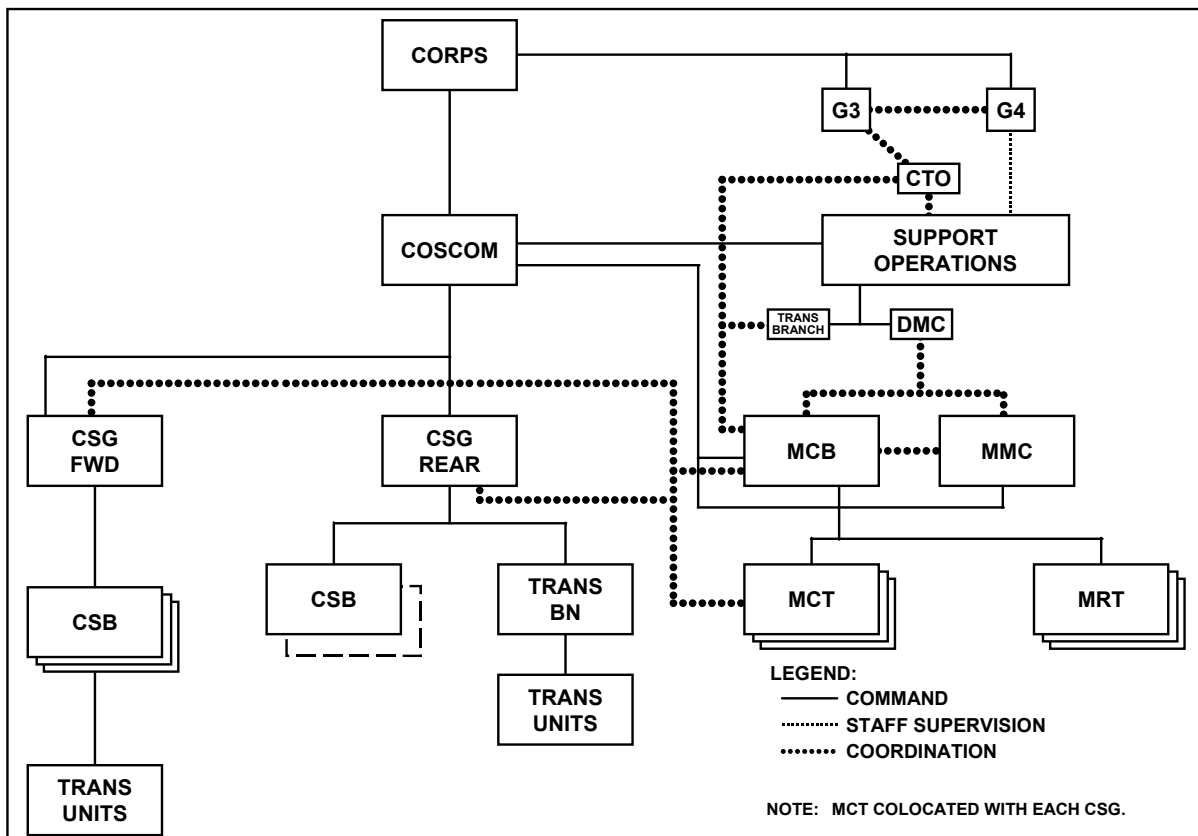 CORPS
G3
G4
CTO
COSCOM
SUPPORT
OPERATIONS
TRANS
BRANCH
DMC
CSG
FWD
CSG
REAR
MCB
MMC
CSB
CSB
TRANS
BN
MCT
MRT
TRANS
UNITS
TRANS
UNITS
LEGEND:
COMMAND
STAFF SUPERVISION
COORDINATION
NOTE: MCT COLOCATED WITH EACH CSG.